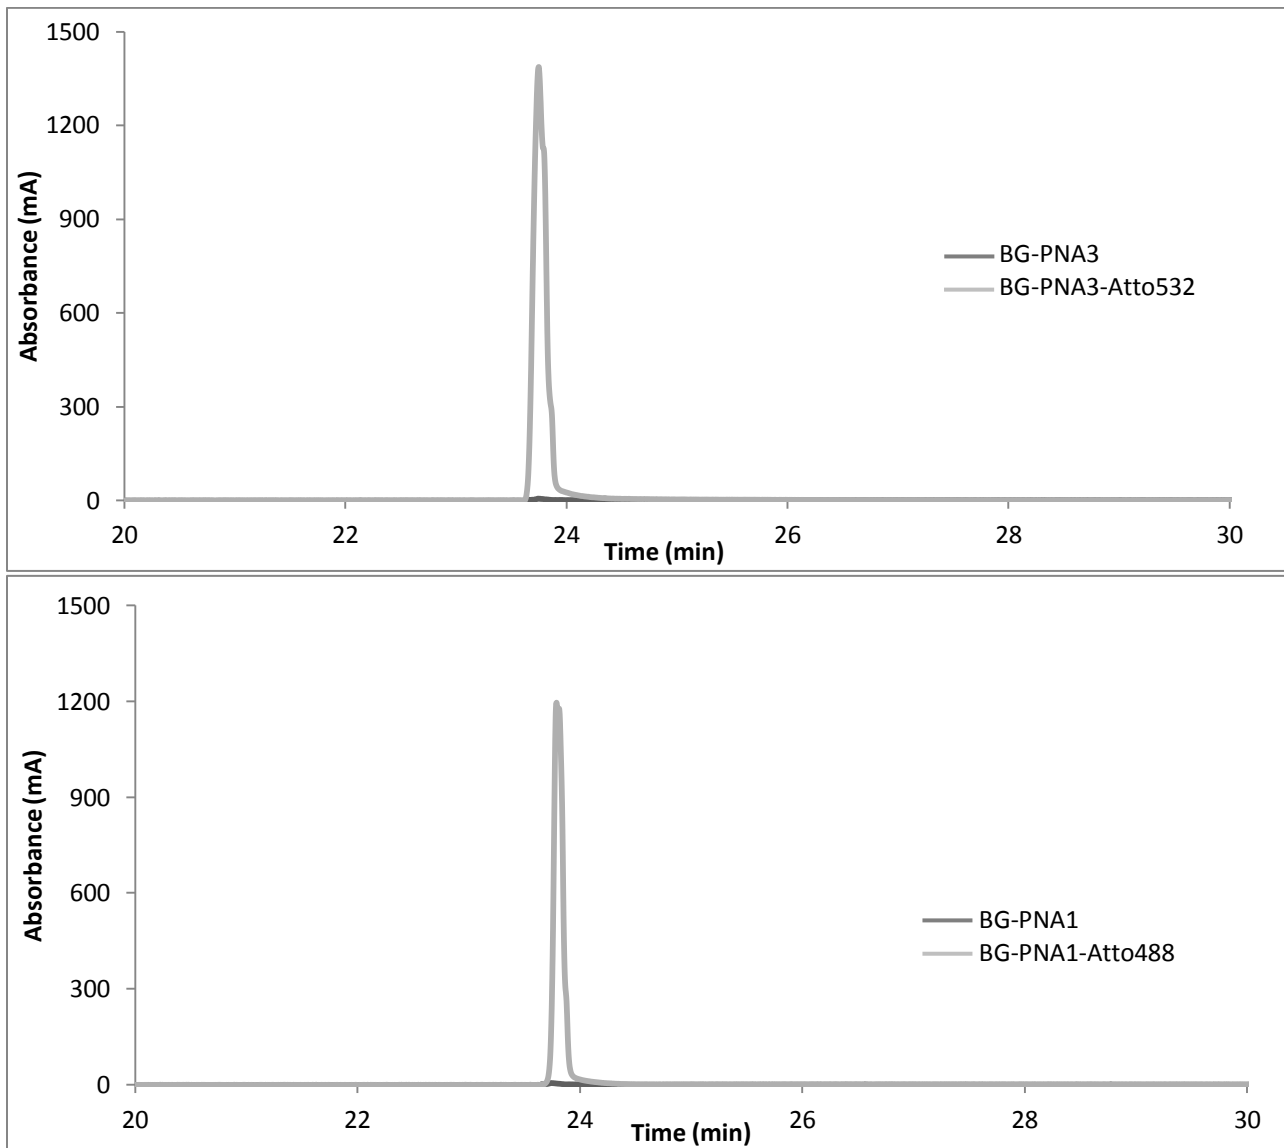 1500
1200
900
600
300
0
Absorbance (mA)
BG-PNA3
BG-PNA3-Atto532
20 22 24 26 28 30
Time (min)
1500
1200
900
600
300
0
Absorbance (mA)
BG-PNA1
BG-PNA1-Atto488
20 22 24 26 28 30
Time (min)